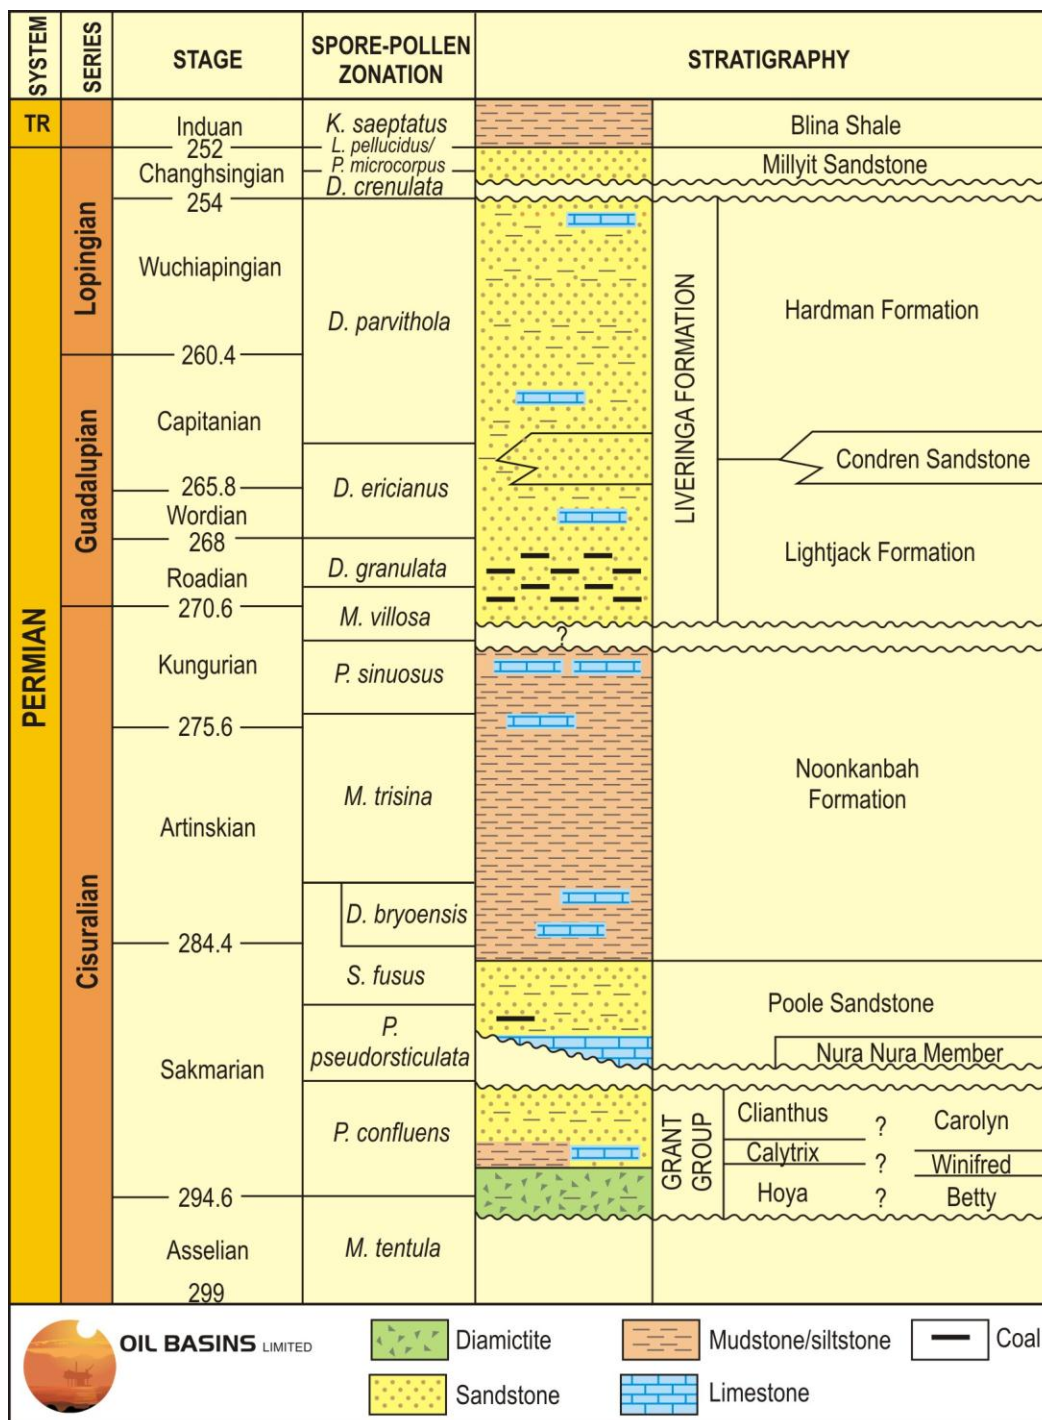 SYSTEM
SERIES
STAGE
SPORE-POLLEN
ZONATION
STRATIGRAPHY
TR
PERMIAN
Lopingian
Guadalupian
Cisuralian
Induan
252
Changhsingian
254
Wuchiapingian
260.4
Capitanian
265.8
Wordian
268
Roadian
270.6
Kungurian
275.6
Artinskian
284.4
Sakmarian
294.6
Asselian
299
K. saeptatus
L. pellucidus/
P. microcorpus
D. crenulata
D. parvithola
D. ericianus
D. granulata
M. villosa
P. sinuosus
M. trisina
D. bryoensis
S. fusus
P.
pseudorsticulata
P. confluens
M. tentula
?
Blina Shale
Millyit Sandstone
LIVERINGA FORMATION
Hardman Formation
Condren Sandstone
Lightjack Formation
Noonkanbah
Formation
Poole Sandstone
Nura Nura Member
GRANT
GROUP
Clianthus ? Carolyn
Calytrix ? Winifred
Hoya ? Betty
OIL BASINS LIMITED
Diamictite
Mudstone/siltstone
Coal
Sandstone
Limestone